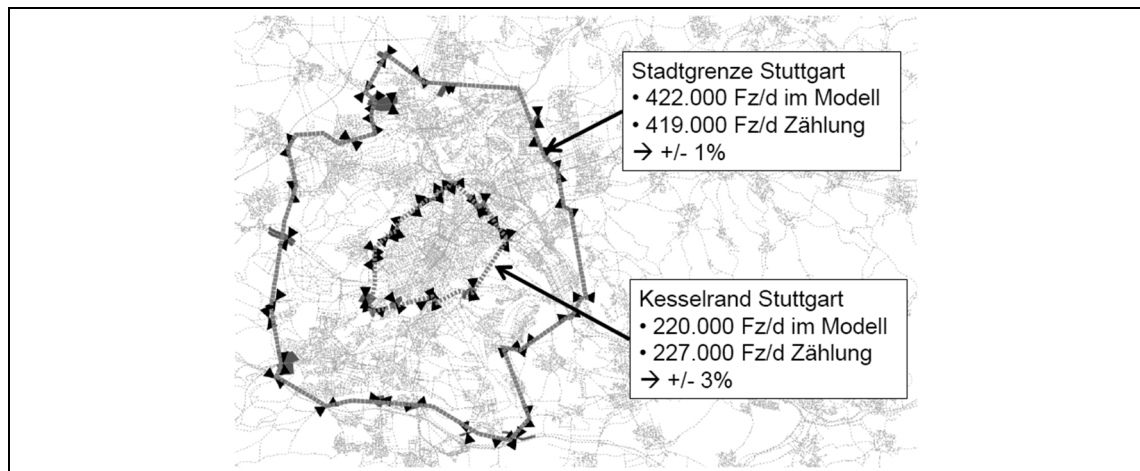 Stadtgrenze Stuttgart
• 422.000 Fz/d im Modell
• 419.000 Fz/d Zählung
→ +/- 1%
Kesselrand Stuttgart
• 220.000 Fz/d im Modell
• 227.000 Fz/d Zählung
→ +/- 3%